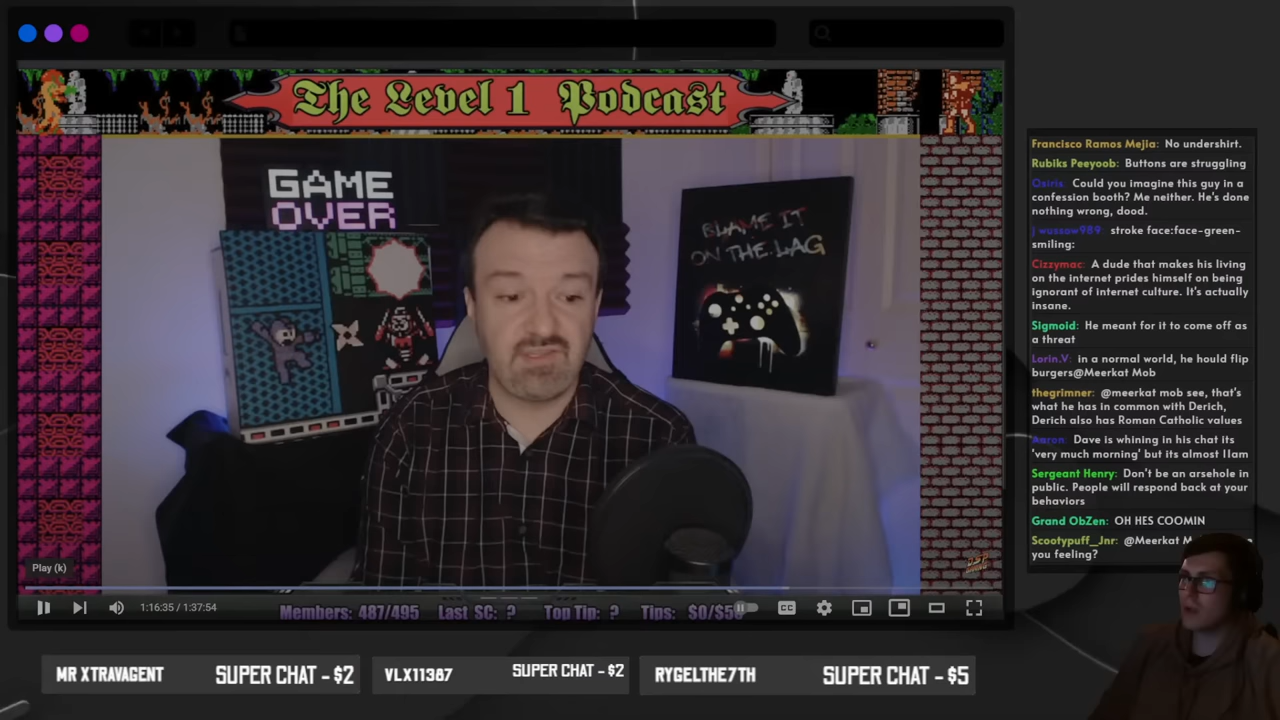 The Level 1 Podcast
GAME
OVER
BLAME IT
ON THE LAG
Play (k)
1:16:35 / 1:37:54
CC
Members: 487/495 Last SC: ? Top Tip: ? Tips: $0/$5
MR XTRAVAGENT SUPER CHAT - $2
VLX11387 SUPER CHAT - $2
RYGELTHE7TH SUPER CHAT - $5
Francisco Ramos Mejia: No undershirt.
Rubiks Peeyoob: Buttons are struggling
Osiris: Could you imagine this guy in a
confession booth? Me neither. He's done
nothing wrong, dood.
j wussow989: stroke face:face-green-
smiling:
Cizzymac: A dude that makes his living
on the internet prides himself on being
ignorant of internet culture. It's actually
insane.
Sigmoid: He meant for it to come off as
a threat
Lorin.V: in a normal world, he hould flip
burgers@Meerkat Mob
thegrimner: @meerkat mob see, that's
what he has in common with Derich,
Derich also has Roman Catholic values
Aaron: Dave is whining in his chat its
'very much morning' but its almost 11am
Sergeant Henry: Don't be an arsehole in
public. People will respond back at your
behaviors
Grand ObZen: OH HES COOMIN
Scootypuff_Jnr: @Meerkat M
you feeling?